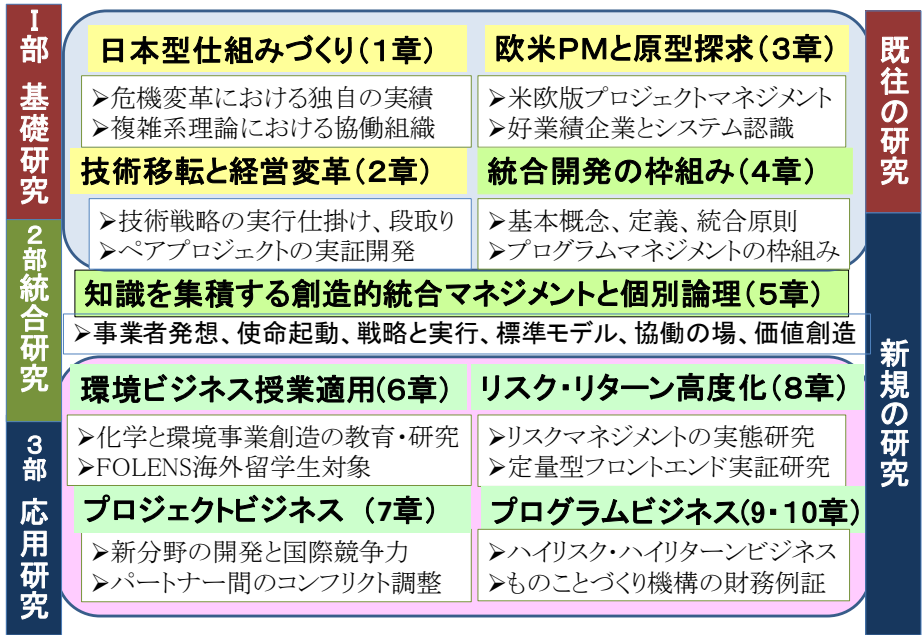 Ⅰ部 基礎研究
日本型仕組みづくり（１章）
➢危機変革における独自の実績
➢複雑系理論における協働組織
技術移転と経営変革（２章）
➢技術戦略の実行仕掛け、段取り
➢ペアプロジェクトの実証開発
欧米ＰＭと原型探求（３章）
➢米欧版プロジェクトマネジメント
➢好業績企業とシステム認識
統合開発の枠組み（４章）
➢基本概念、定義、統合原則
➢プログラムマネジメントの枠組み
既往の研究
２部統合研究
知識を集積する創造的統合マネジメントと個別論理（５章）
➢事業者発想、使命起動、戦略と実行、標準モデル、協働の場、価値創造
３部 応用研究
環境ビジネス授業適用(６章）
➢化学と環境事業創造の教育・研究
➢FOLENS海外留学生対象
プロジェクトビジネス （７章）
➢新分野の開発と国際競争力
➢パートナー間のコンフリクト調整
リスク・リターン高度化（８章）
➢リスクマネジメントの実態研究
➢定量型フロントエンド実証研究
プログラムビジネス(９・１０章）
➢ハイリスク・ハイリターンビジネス
➢ものことづくり機構の財務例証
新規の研究